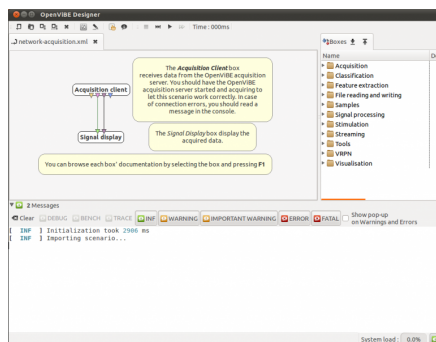 OpenVIBE Designer
Time : 000ms
network-acquisition.xml
Acquisition client
Signal display
The Acquisition Client box
receives data from the OpenViBE acquisition
server. You should have the OpenViBE
acquisition server started and acquiring to
let this scenario work correctly. In case
of connection errors, you should read a
message in the console.
The Signal Display box display the
acquired data.
You can browse each box' documentation by selecting the box and pressing F1
Boxes
Name
Acquisition
Classification
Feature extraction
File reading and writing
Samples
Signal processing
Stimulation
Streaming
Tools
VRPN
Visualisation
2 Messages
Clear DEBUG BENCH TRACE INF WARNING IMPORTANT WARNING ERROR FATAL Show pop-up
on Warnings and Errors
[ INF ] Initialization took 2906 ms
[ INF ] Importing scenario...
System load : 0.0%